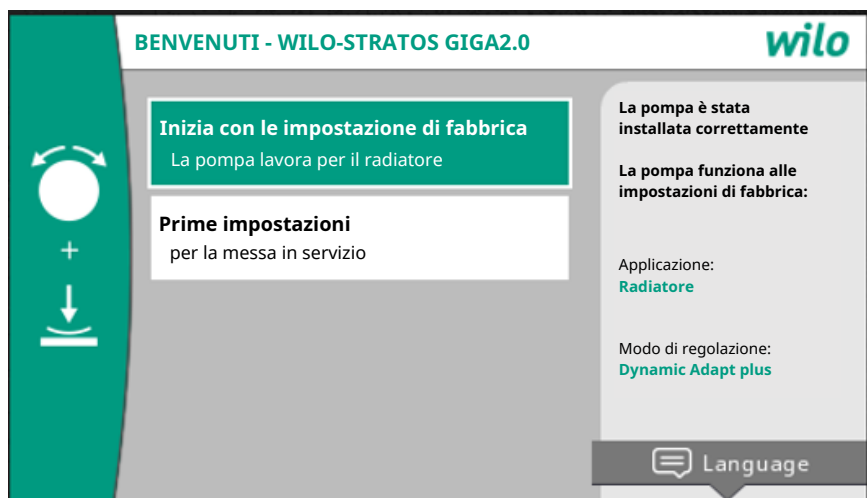 BENVENUTI - WILO-STRATOS GIGA2.0
wilo
Inizia con le impostazione di fabbrica
La pompa lavora per il radiatore
Prime impostazioni
per la messa in servizio
+
La pompa è stata
installata correttamente
La pompa funziona alle
impostazioni di fabbrica:
Applicazione:
Radiatore
Modo di regolazione:
Dynamic Adapt plus
Language